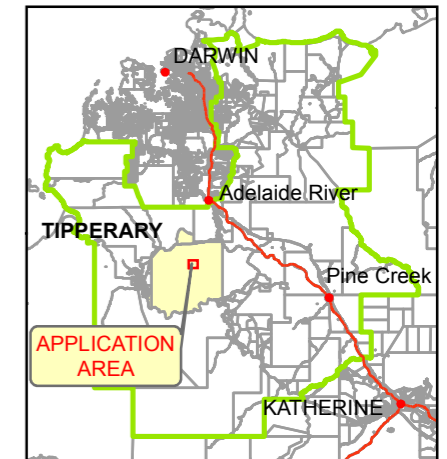 DARWIN
Adelaide River
TIPPERARY
Pine Creek
APPLICATION
AREA
KATHERINE